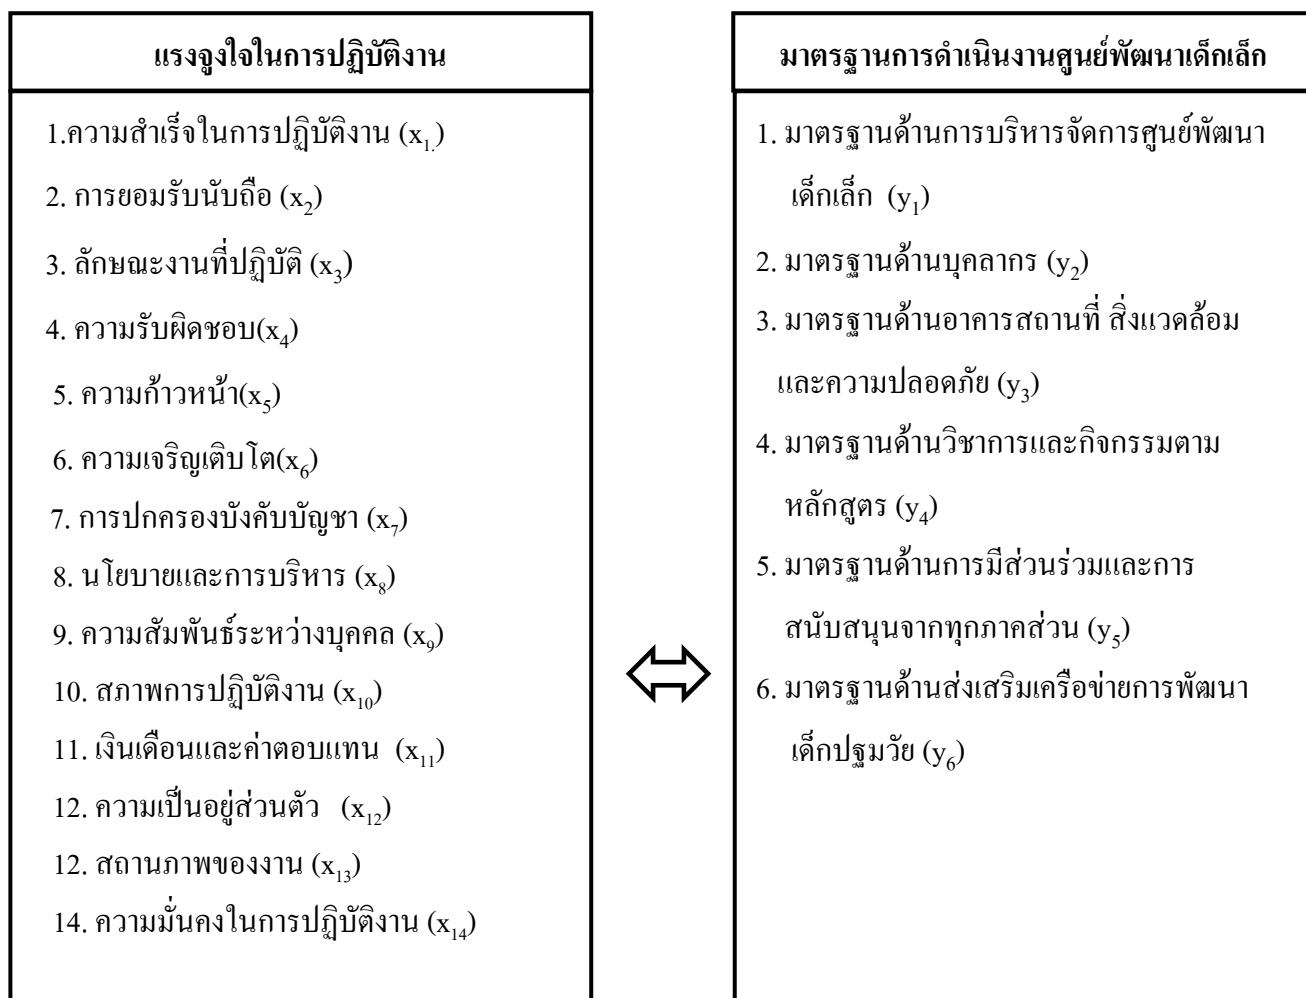 แรงจูงใจในการปฏิบัติงาน
1.ความสำเร็จในการปฏิบัติงาน (x1.)
2. การยอมรับนับถือ (x2)
3. ลักษณะงานที่ปฏิบัติ (x3)
4. ความรับผิดชอบ(x4)
5. ความก้าวหน้า(x5)
6. ความเจริญเติบโต(x6)
7. การปกครองบังคับบัญชา (x7)
8. นโยบายและการบริหาร (x8)
9. ความสัมพันธ์ระหว่างบุคคล (x9)
10. สภาพการปฏิบัติงาน (x10)
11. เงินเดือนและค่าตอบแทน (x11)
12. ความเป็นอยู่ส่วนตัว (x12)
12. สถานภาพของงาน (x13)
14. ความมั่นคงในการปฏิบัติงาน (x14)
มาตรฐานการดำเนินงานศูนย์พัฒนาเด็กเล็ก
1. มาตรฐานด้านการบริหารจัดการศูนย์พัฒนา
เด็กเล็ก (y1)
2. มาตรฐานด้านบุคลากร (y2)
3. มาตรฐานด้านอาคารสถานที่ สิ่งแวดล้อม
และความปลอดภัย (y3)
4. มาตรฐานด้านวิชาการและกิจกรรมตาม
หลักสูตร (y4)
5. มาตรฐานด้านการมีส่วนร่วมและการ
สนับสนุนจากทุกภาคส่วน (y5)
6. มาตรฐานด้านส่งเสริมเครือข่ายการพัฒนา
เด็กปฐมวัย (y6)